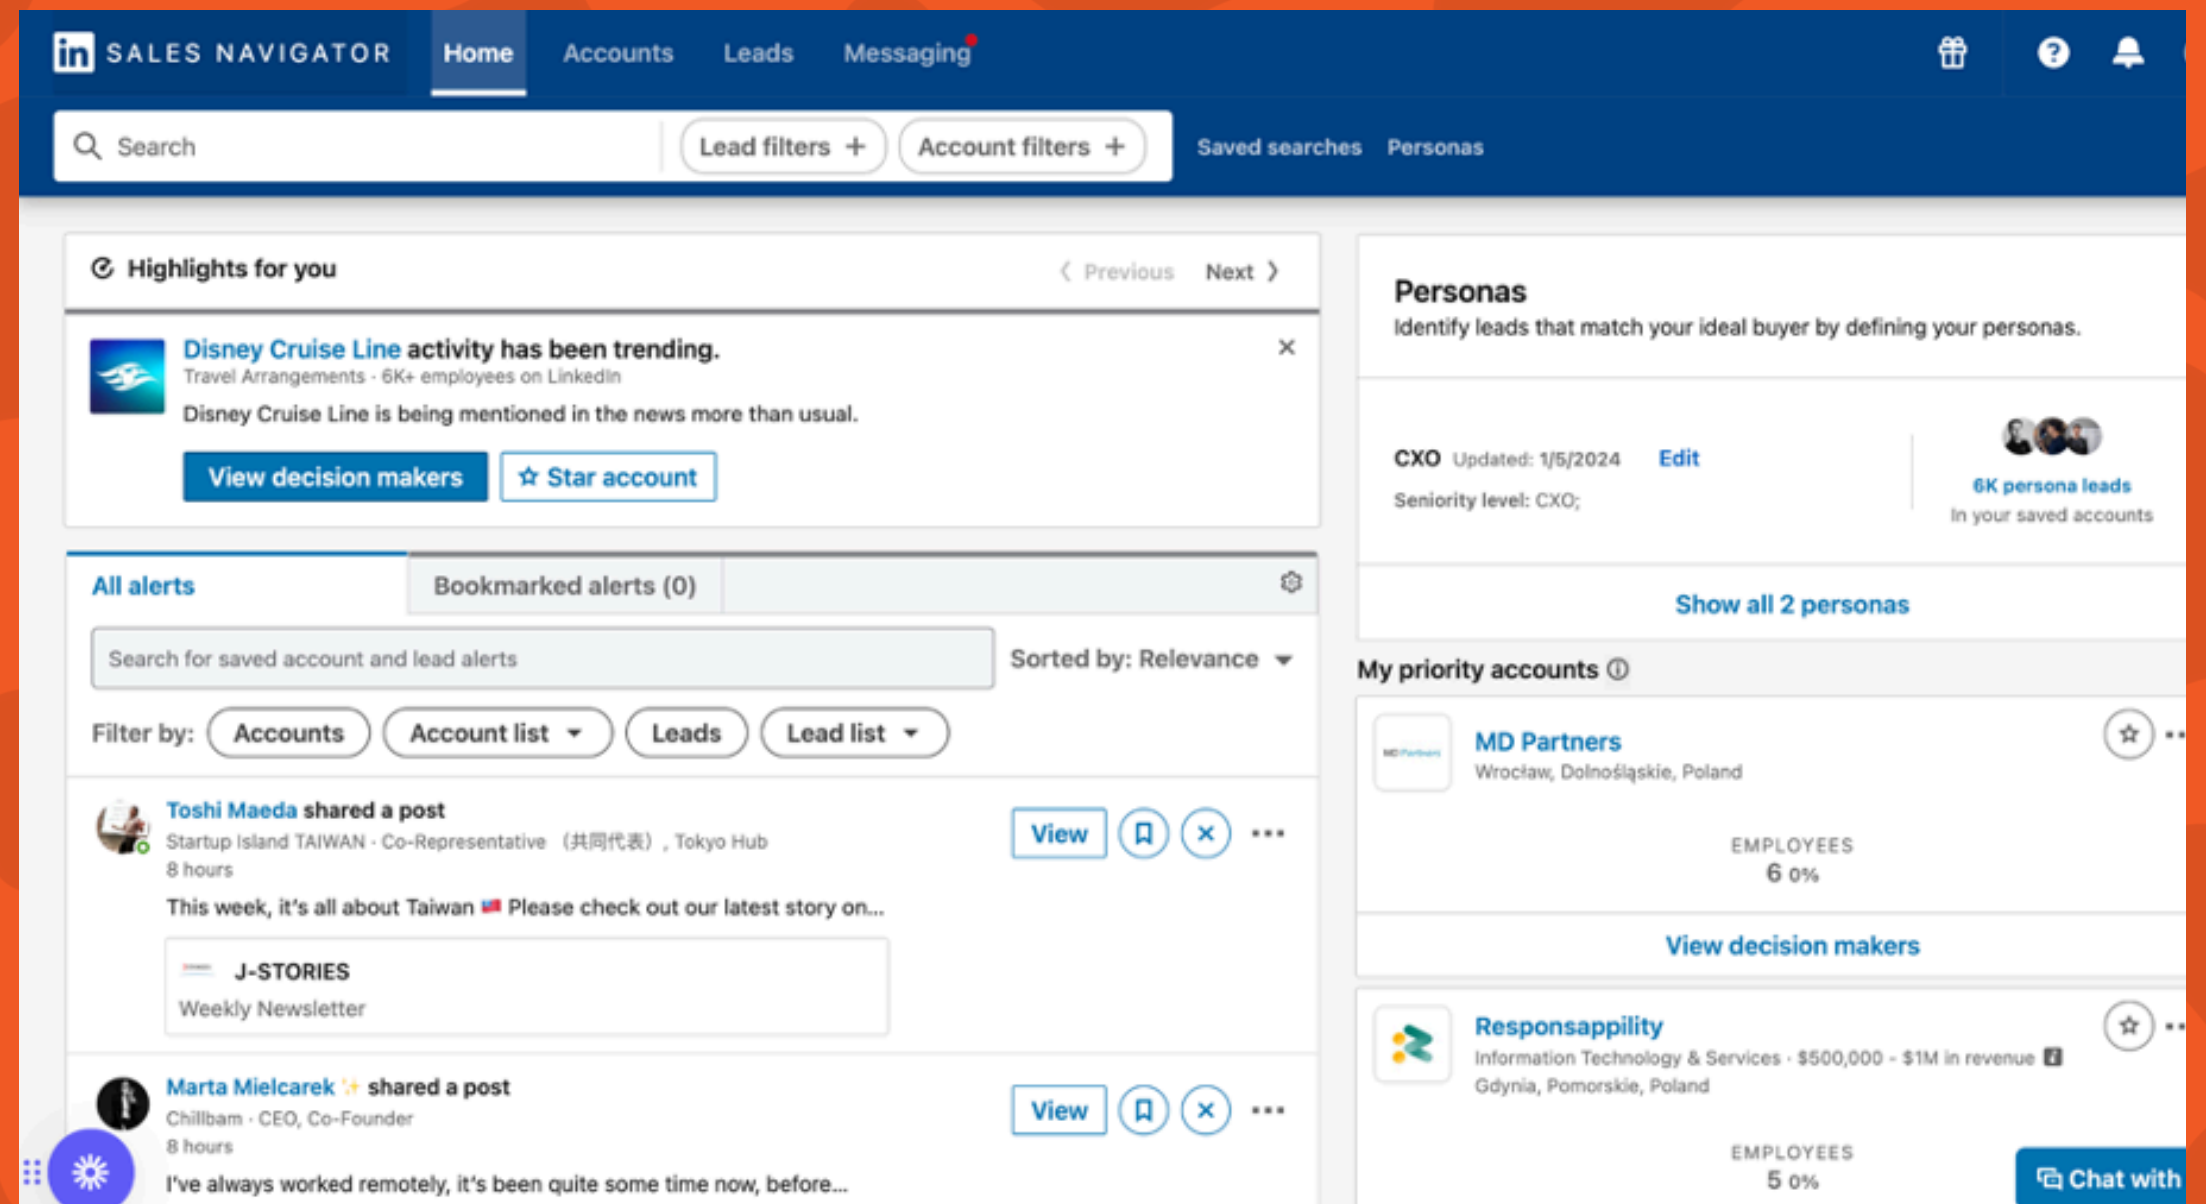 in SALES NAVIGATOR Home Accounts Leads Messaging
Search Lead filters + Account filters + Saved searches Personas
Highlights for you Previous Next
Disney Cruise Line activity has been trending.
Travel Arrangements · 6K+ employees on LinkedIn
Disney Cruise Line is being mentioned in the news more than usual.
View decision makers Star account
All alerts Bookmarked alerts (0)
Search for saved account and lead alerts Sorted by: Relevance
Filter by: Accounts Account list Leads Lead list
Toshi Maeda shared a post
Startup Island TAIWAN · Co-Representative （共同代表）, Tokyo Hub
8 hours
View
This week, it's all about Taiwan 🇹🇼 Please check out our latest story on...
J-STORIES
Weekly Newsletter
Marta Mielcarek ✨ shared a post
Chillbam · CEO, Co-Founder
8 hours
View
I've always worked remotely, it's been quite some time now, before...
Personas
Identify leads that match your ideal buyer by defining your personas.
CXO Updated: 1/5/2024 Edit
Seniority level: CXO;
6K persona leads
In your saved accounts
Show all 2 personas
My priority accounts
MD Partners
MD Partners
Wrocław, Dolnośląskie, Poland
EMPLOYEES
6 0%
View decision makers
Responsappility
Information Technology & Services · $500,000 - $1M in revenue
Gdynia, Pomorskie, Poland
EMPLOYEES
5 0%
Chat with